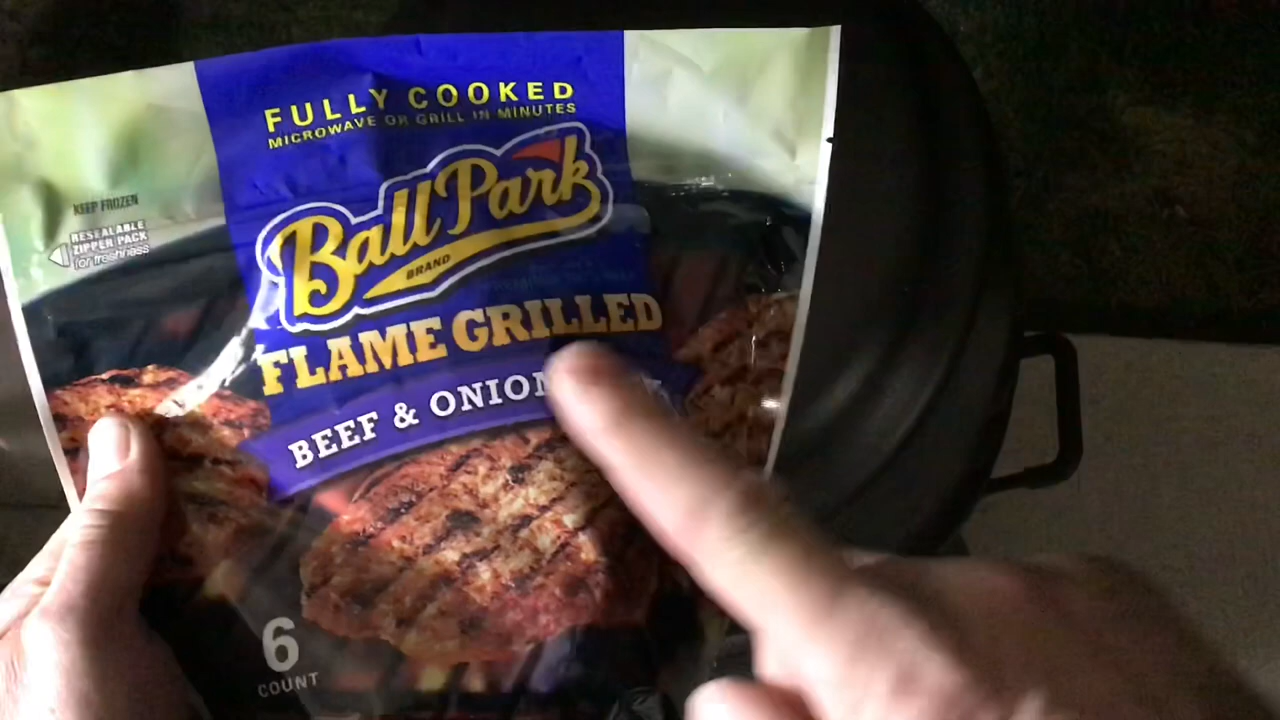 FULLY COOKED
MICROWAVE OR GRILL IN MINUTES
KEEP FROZEN
RESEALABLE
ZIPPER PACK
for freshness
Ball Park
BRAND
FLAME GRILLED
BEEF & ONION
6
COUNT